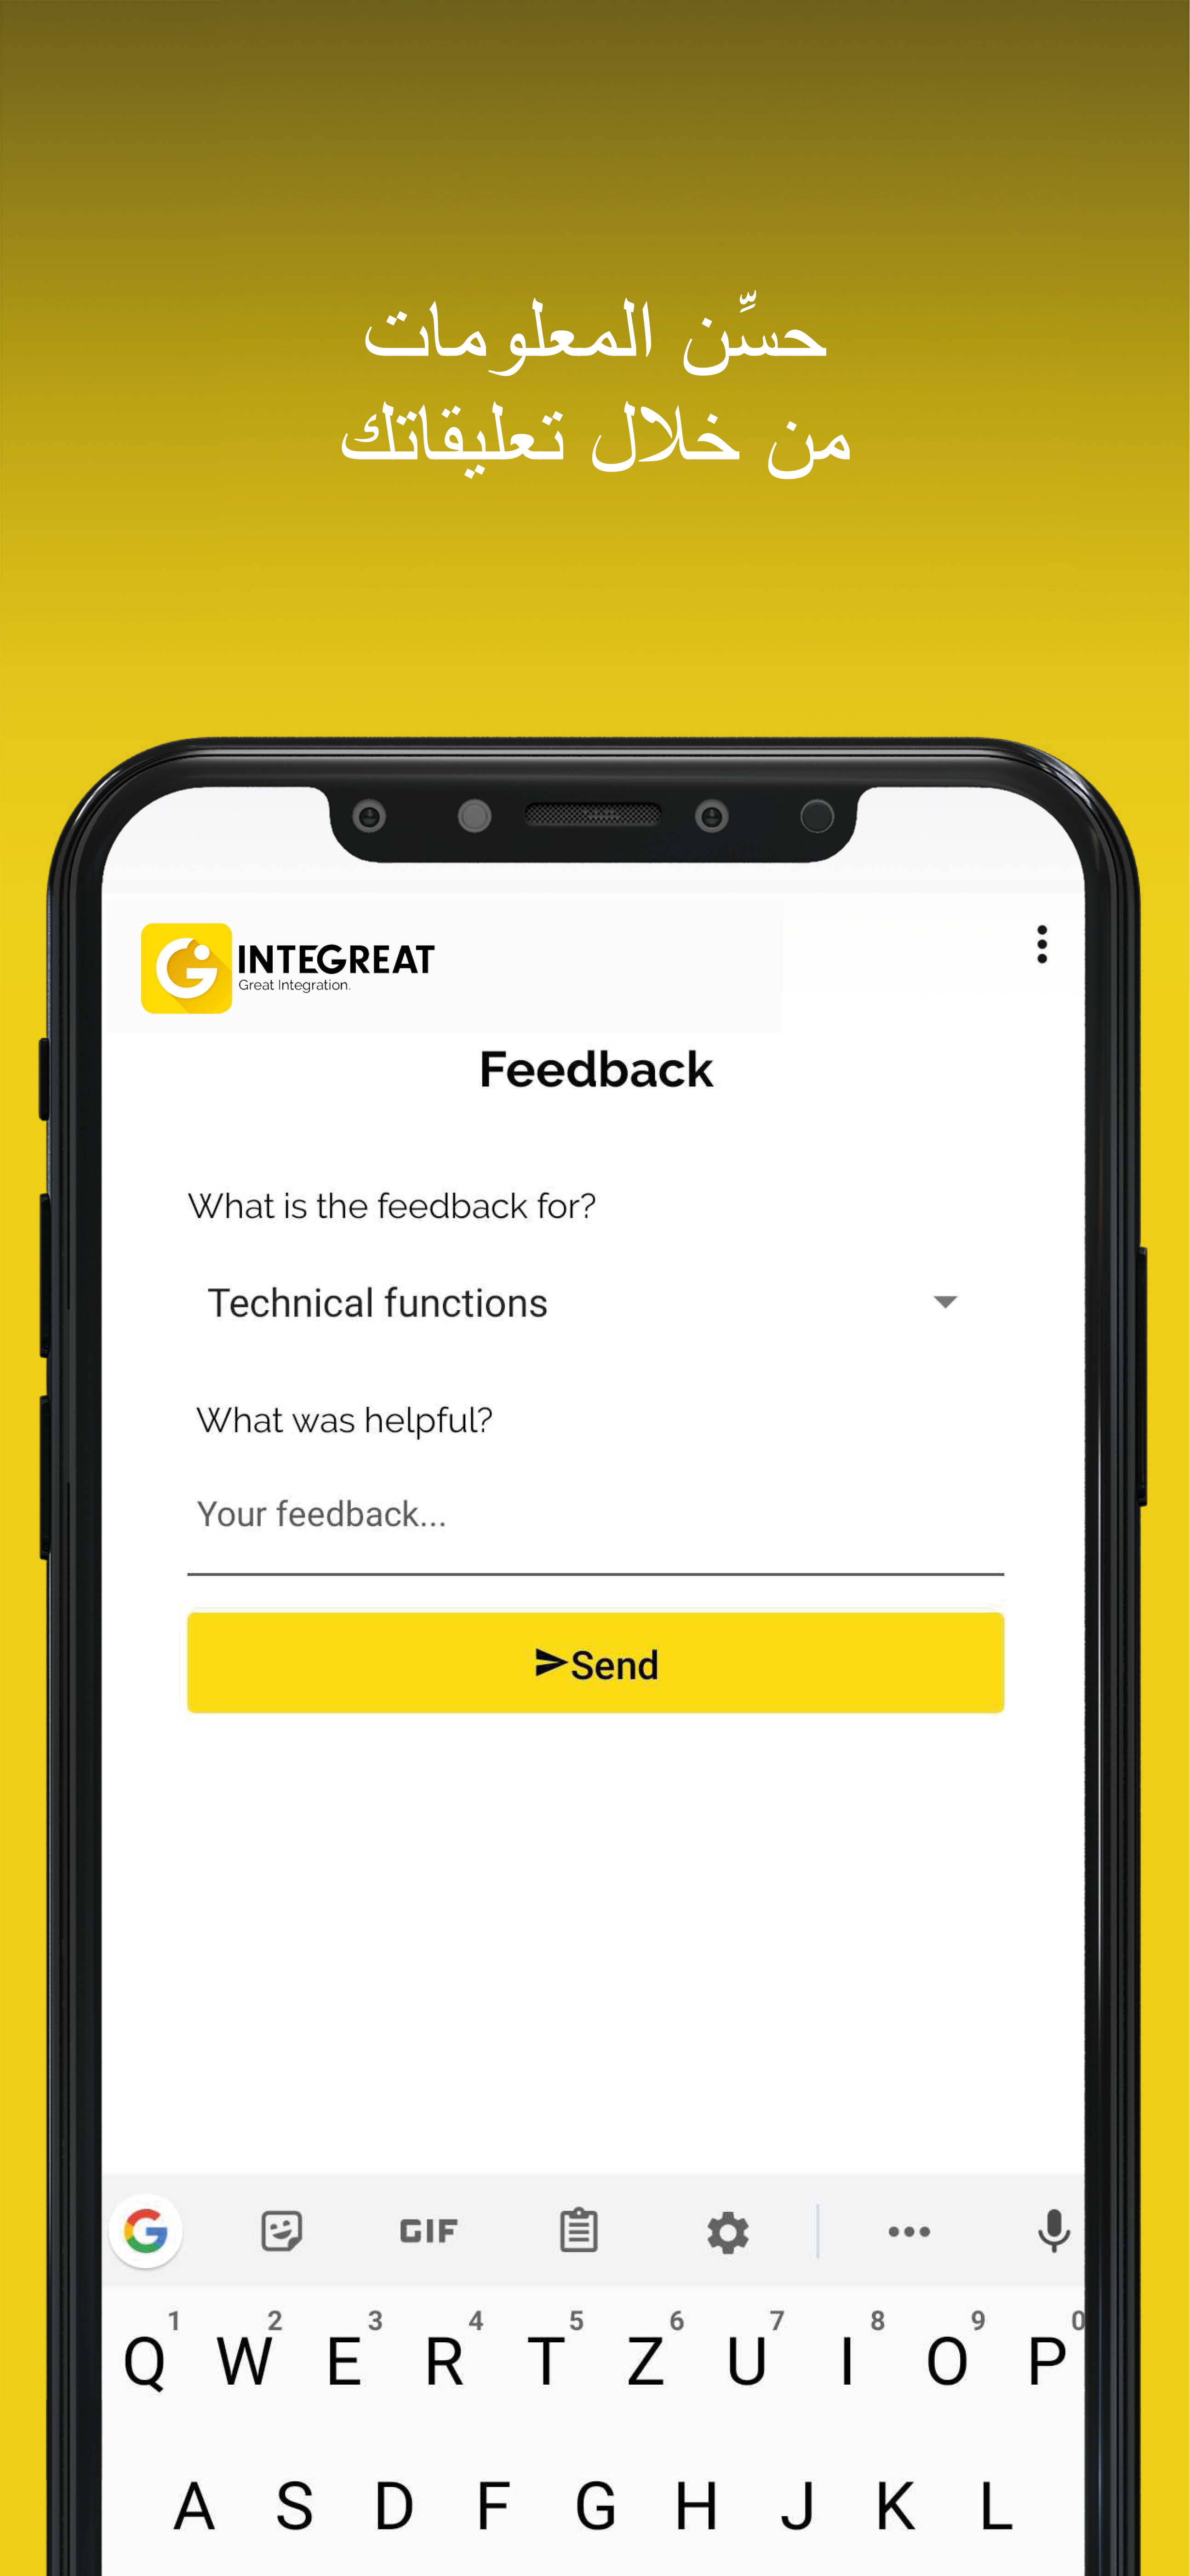 حسِّن المعلومات
من خلال تعليقاتك
INTEGREAT
Great Integration.
Feedback
What is the feedback for?
Technical functions
What was helpful?
Your feedback...
Send
GIF
1 2 3 4 5 6 7 8 9 0
Q W E R T Z U I O P
A S D F G H J K L